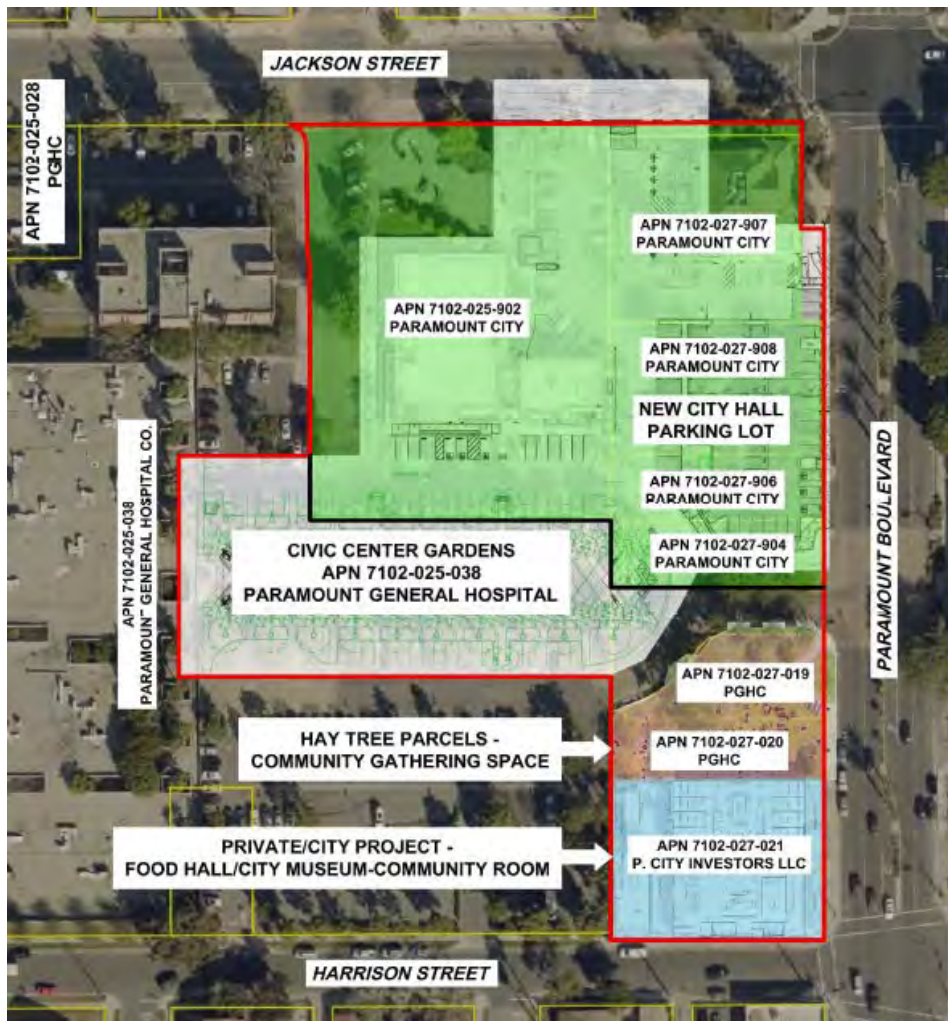 JACKSON STREET
APN 7102-025-028
PGHC
APN 7102-027-907
PARAMOUNT CITY
APN 7102-025-902
PARAMOUNT CITY
APN 7102-027-908
PARAMOUNT CITY
NEW CITY HALL
PARKING LOT
APN 7102-027-906
PARAMOUNT CITY
APN 7102-027-904
PARAMOUNT CITY
APN 7102-025-038
PARAMOUNT GENERAL HOSPITAL CO.
CIVIC CENTER GARDENS
APN 7102-025-038
PARAMOUNT GENERAL HOSPITAL
PARAMOUNT BOULEVARD
APN 7102-027-019
PGHC
HAY TREE PARCELS -
COMMUNITY GATHERING SPACE
APN 7102-027-020
PGHC
PRIVATE/CITY PROJECT -
FOOD HALL/CITY MUSEUM-COMMUNITY ROOM
APN 7102-027-021
P. CITY INVESTORS LLC
HARRISON STREET